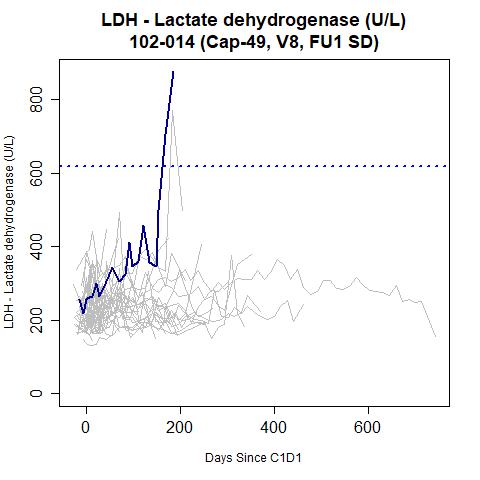 LDH - Lactate dehydrogenase (U/L)
102-014 (Cap-49, V8, FU1 SD)
LDH - Lactate dehydrogenase (U/L)
800
600
400
200
0
0 200 400 600
Days Since C1D1